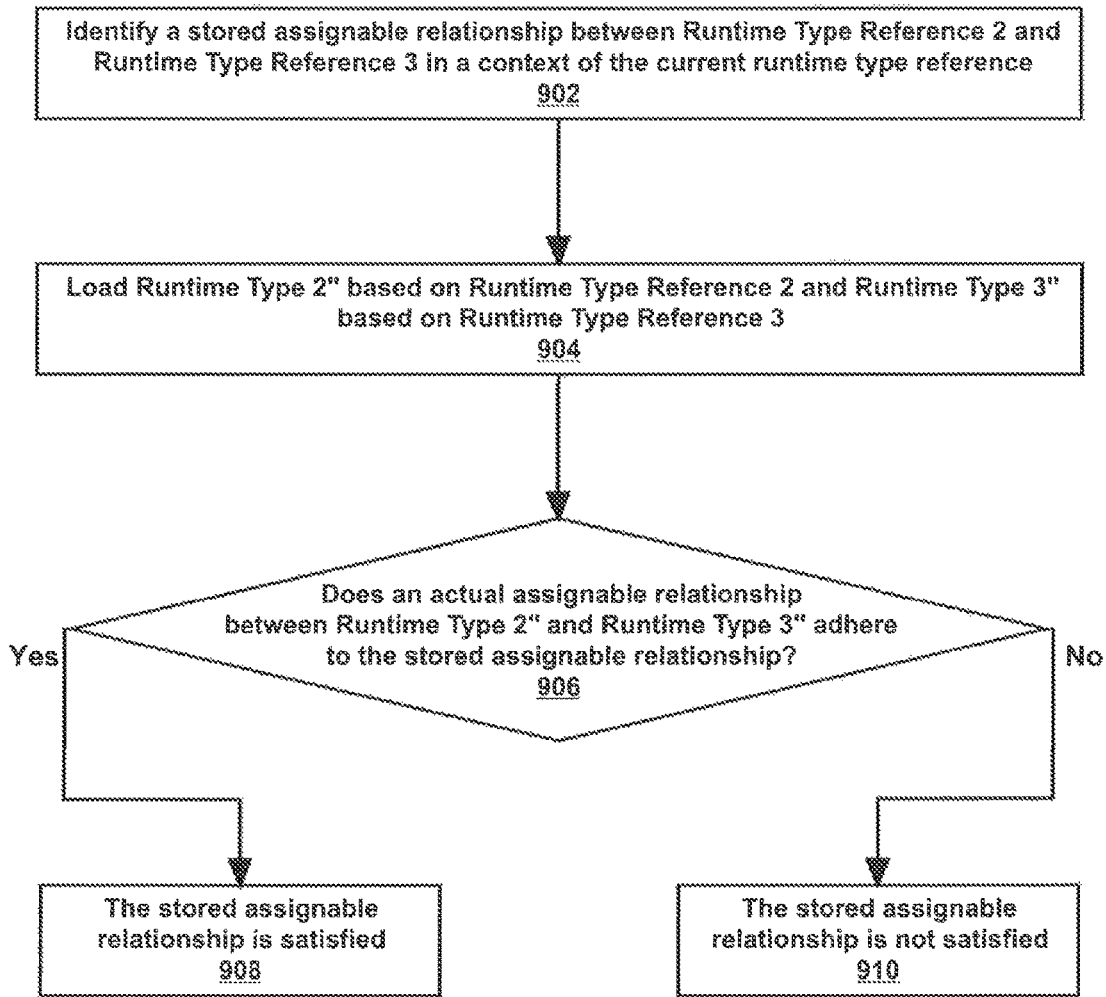 Identify a stored assignable relationship between Runtime Type Reference 2 and
Runtime Type Reference 3 in a context of the current runtime type reference
902
Load Runtime Type 2" based on Runtime Type Reference 2 and Runtime Type 3"
based on Runtime Type Reference 3
904
Does an actual assignable relationship
between Runtime Type 2" and Runtime Type 3" adhere
to the stored assignable relationship?
906
Yes
No
The stored assignable
relationship is satisfied
908
The stored assignable
relationship is not satisfied
910